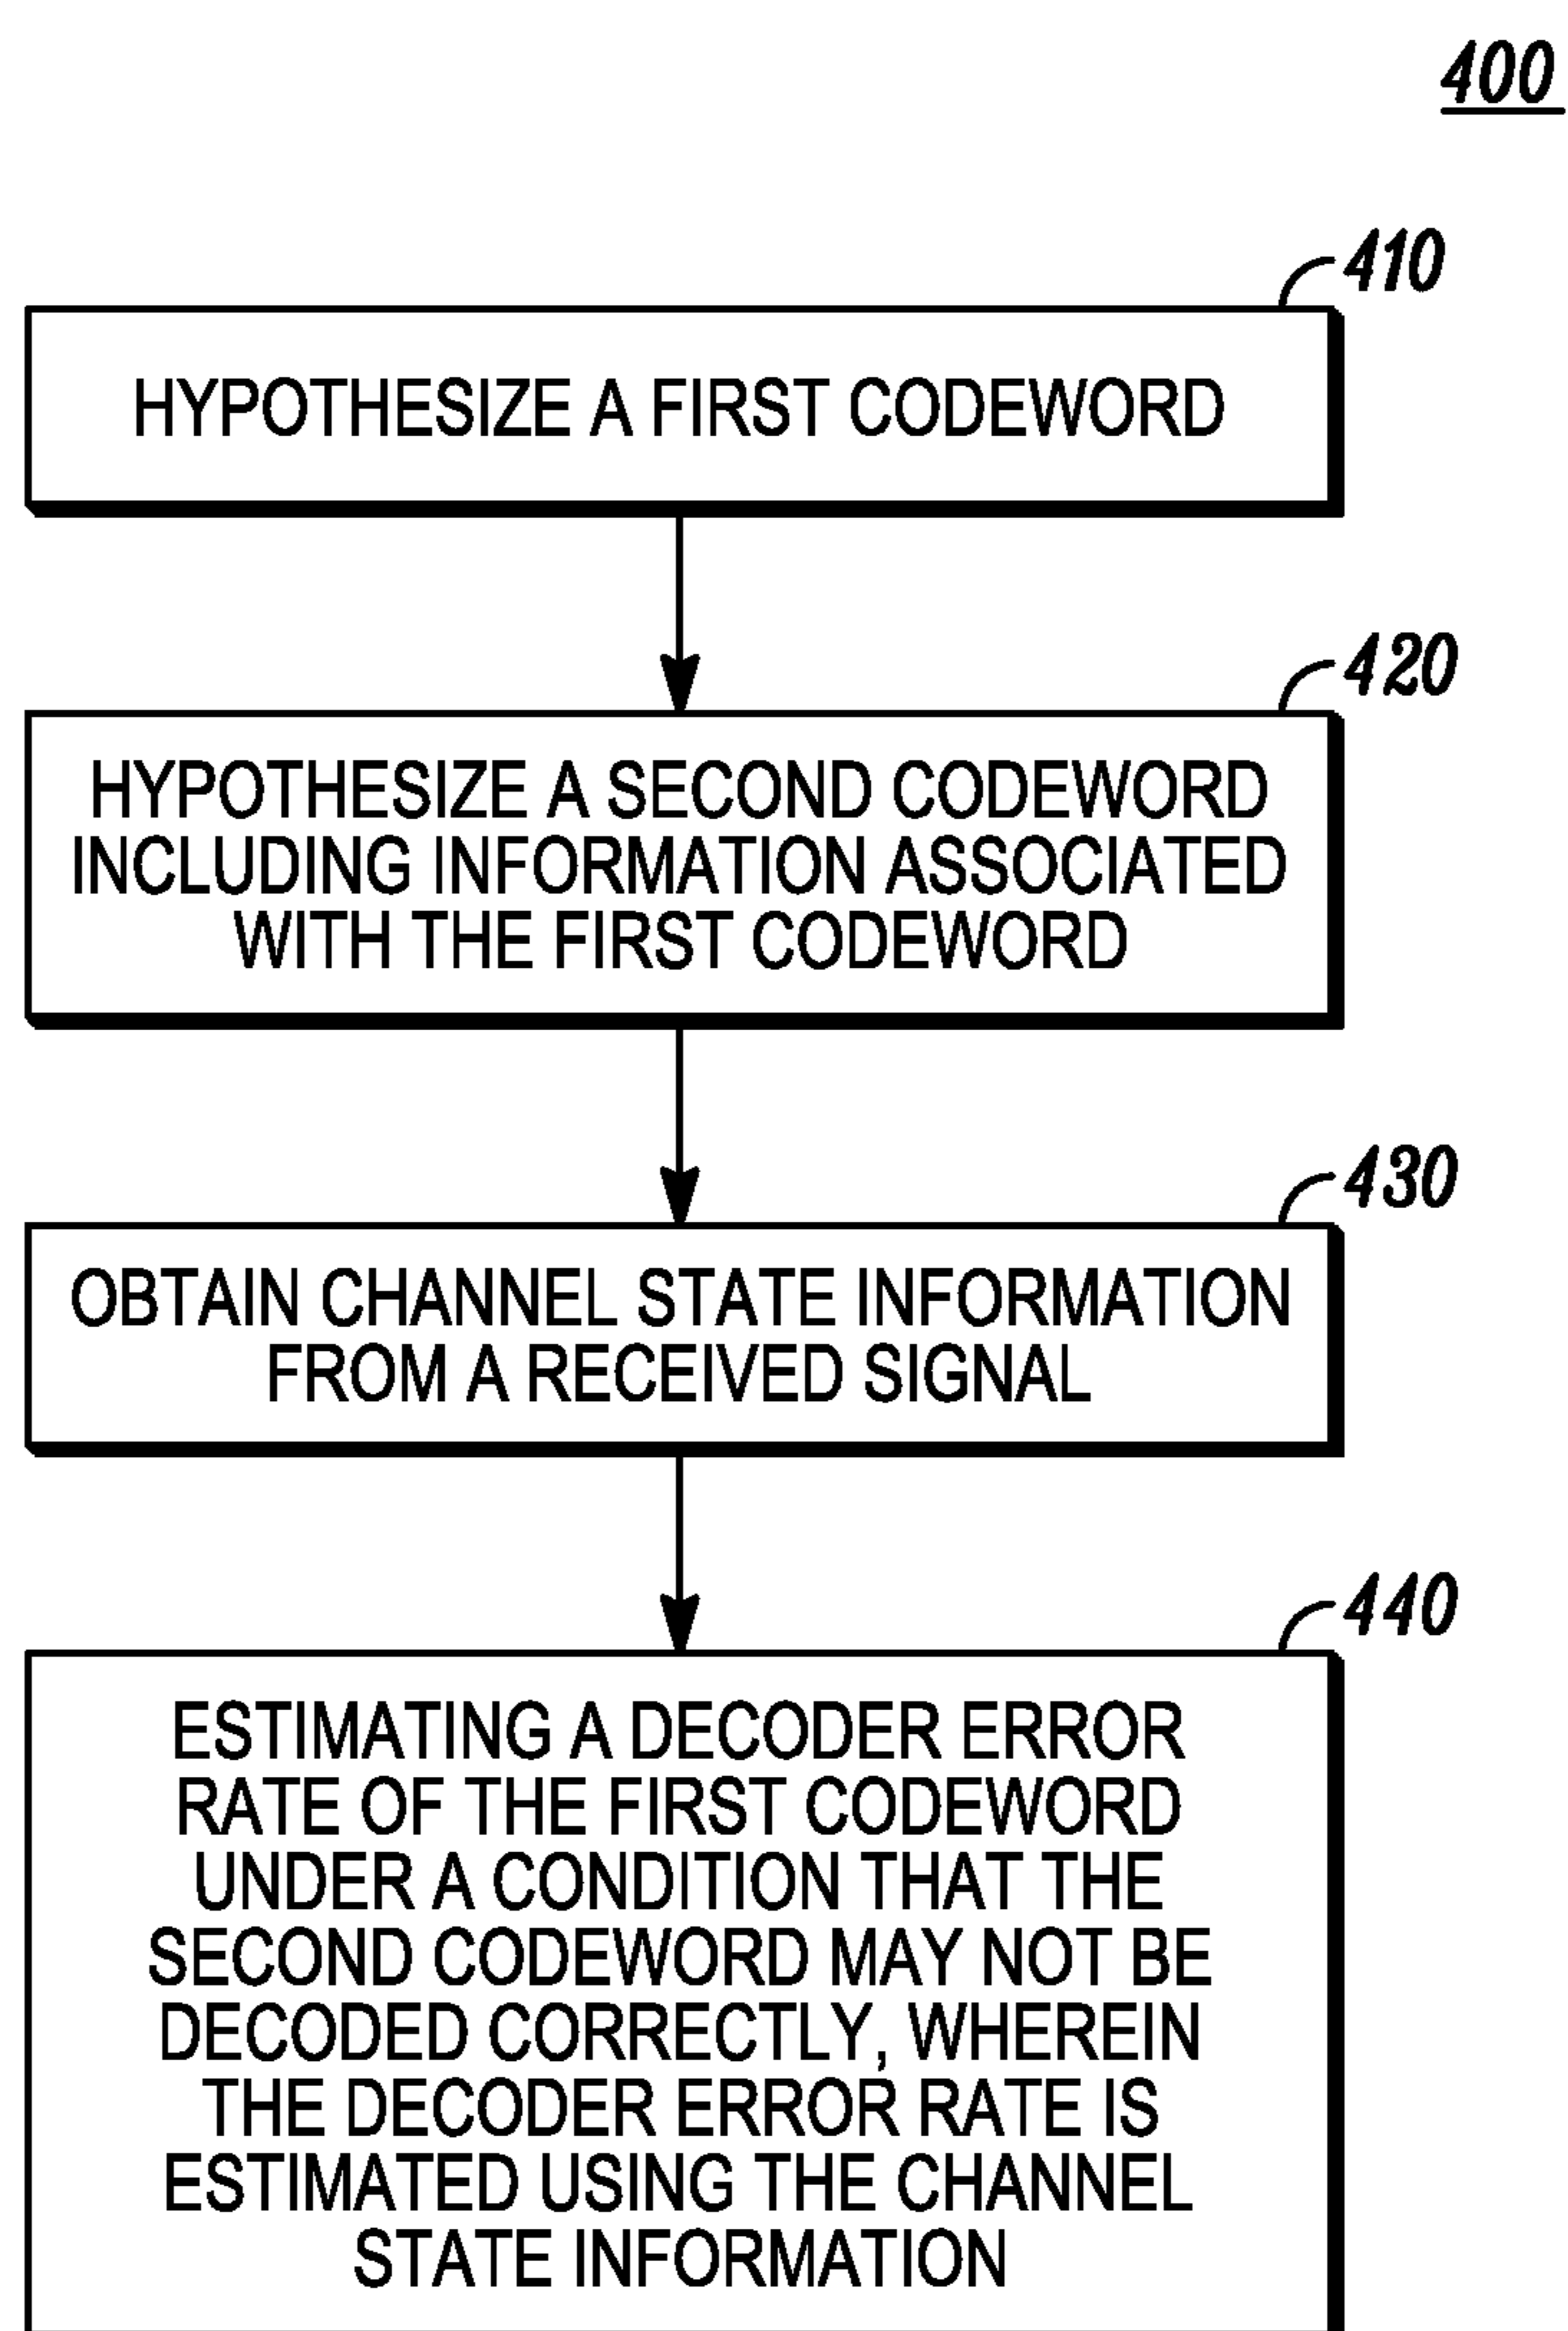 400
410
HYPOTHESIZE A FIRST CODEWORD
420
HYPOTHESIZE A SECOND CODEWORD
INCLUDING INFORMATION ASSOCIATED
WITH THE FIRST CODEWORD
430
OBTAIN CHANNEL STATE INFORMATION
FROM A RECEIVED SIGNAL
440
ESTIMATING A DECODER ERROR
RATE OF THE FIRST CODEWORD
UNDER A CONDITION THAT THE
SECOND CODEWORD MAY NOT BE
DECODED CORRECTLY, WHEREIN
THE DECODER ERROR RATE IS
ESTIMATED USING THE CHANNEL
STATE INFORMATION